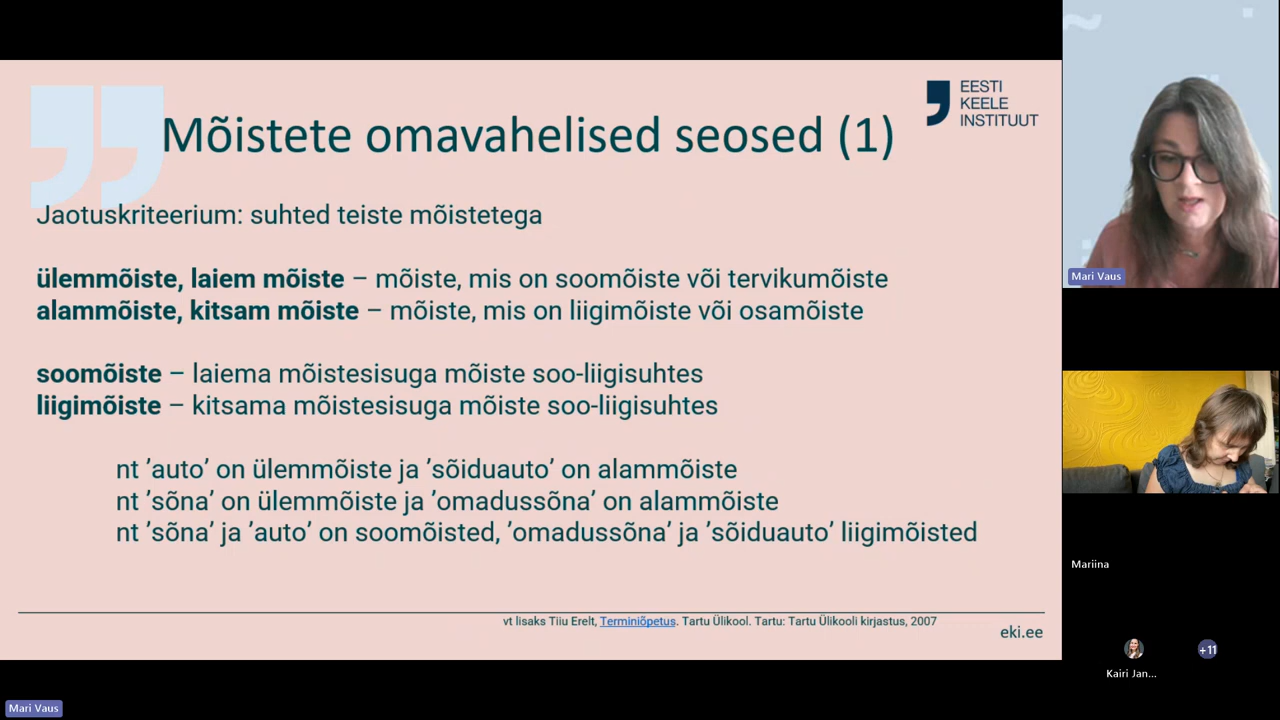 EESTI
KEELE
INSTITUUT
Mõistete omavahelised seosed (1)
Jaotuskriteerium: suhted teiste mõistetega
ülemmõiste, laiem mõiste – mõiste, mis on soomõiste või tervikumõiste
alammõiste, kitsam mõiste – mõiste, mis on liigimõiste või osamõiste
soomõiste – laiema mõistesisuga mõiste soo-liigisuhtes
liigimõiste – kitsama mõistesisuga mõiste soo-liigisuhtes
nt ’auto’ on ülemmõiste ja ’sõiduauto’ on alammõiste
nt ’sõna’ on ülemmõiste ja ’omadussõna’ on alammõiste
nt ’sõna’ ja ’auto’ on soomõisted, ’omadussõna’ ja ’sõiduauto’ liigimõisted
vt lisaks Tiiu Erelt, Terminiõpetus. Tartu Ülikool. Tartu: Tartu Ülikooli kirjastus, 2007
eki.ee
Mari Vaus
Mariina
Kairi Jan...
+11
Mari Vaus